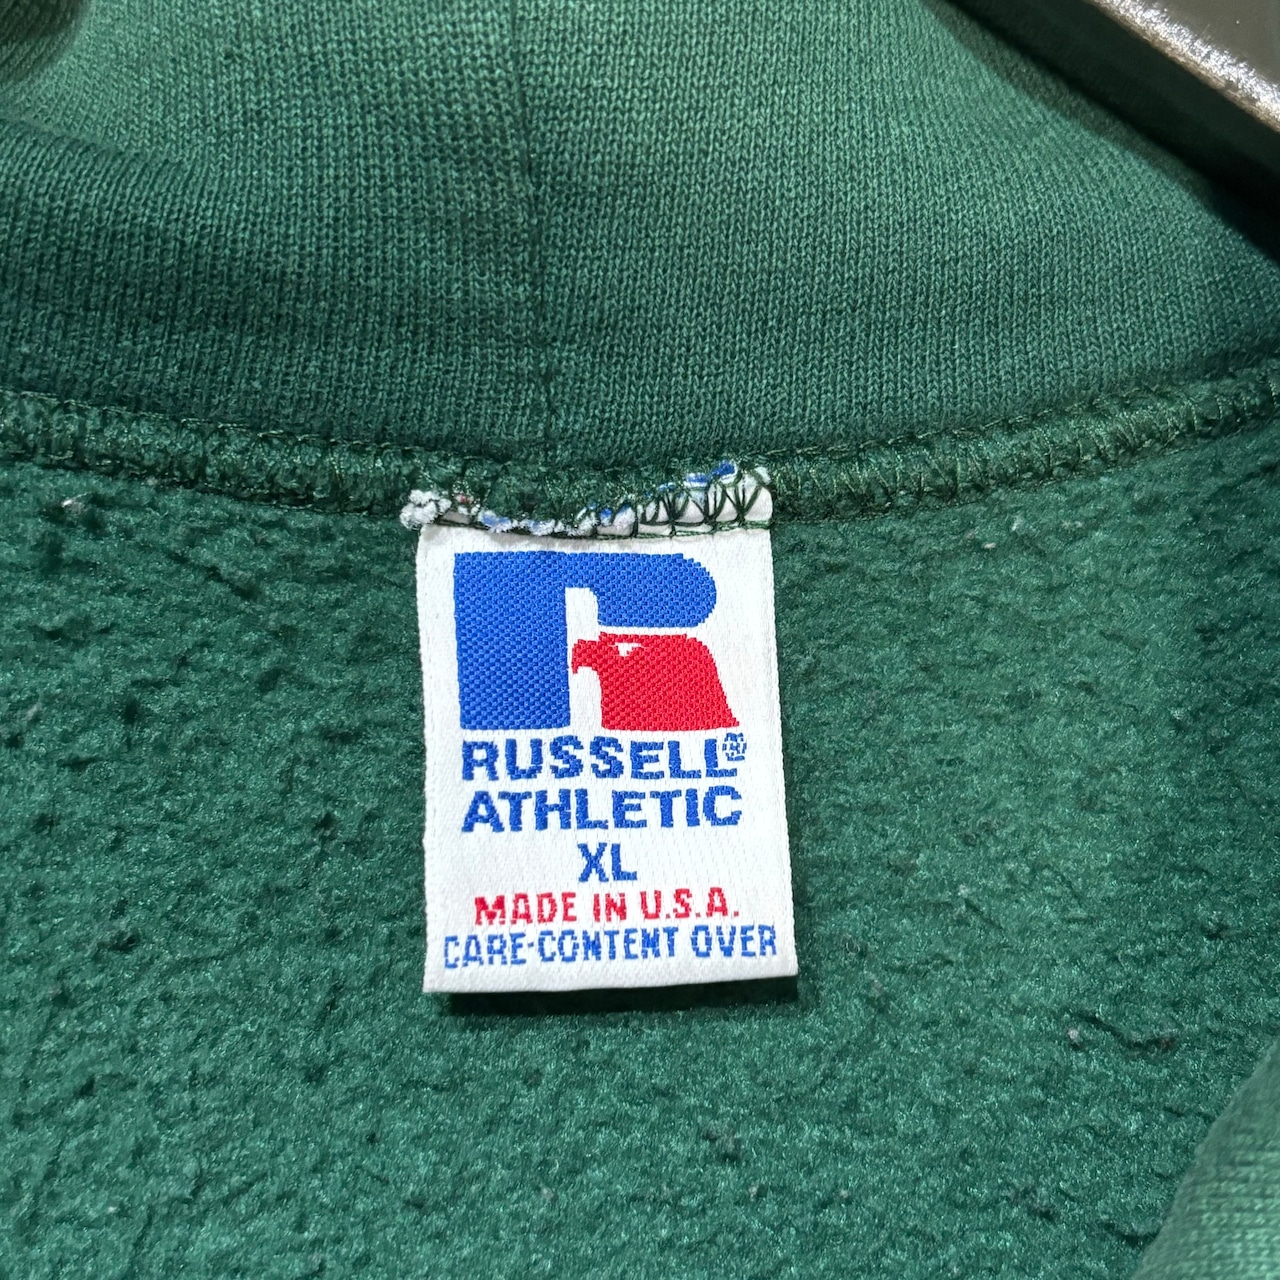 RUSSELL®
ATHLETIC
XL
MADE IN U.S.A.
CARE-CONTENT OVER